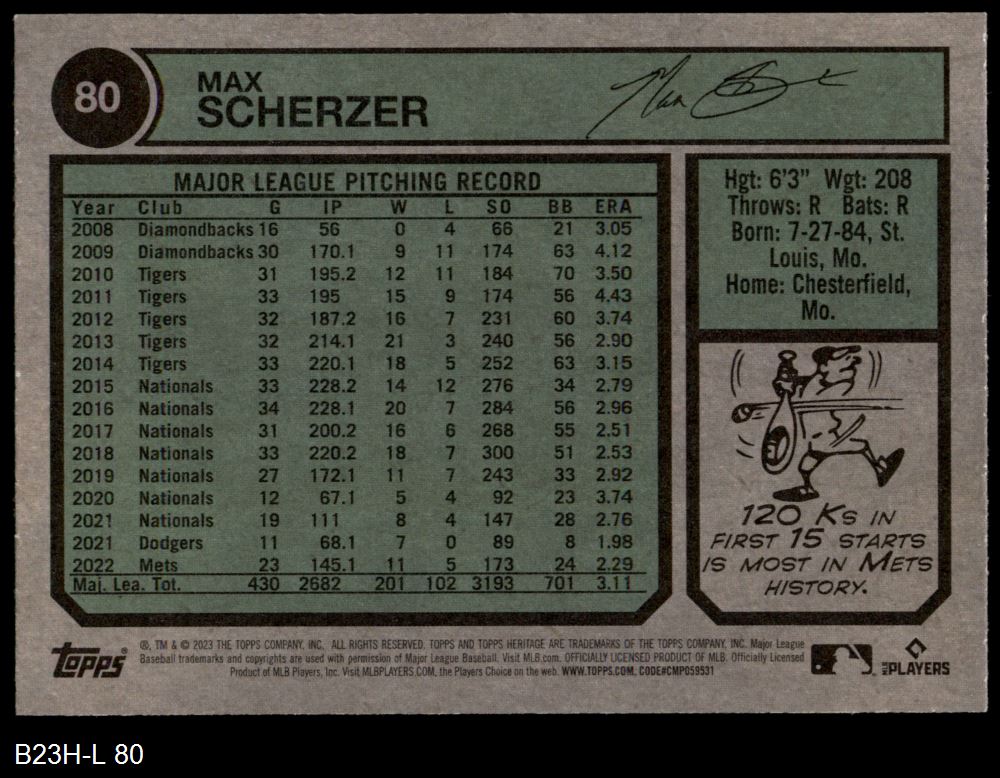 80
MAX
SCHERZER
Max S
MAJOR LEAGUE PITCHING RECORD
Year Club G IP W L SO BB ERA
2008 Diamondbacks 16 56 0 4 66 21 3.05
2009 Diamondbacks 30 170.1 9 11 174 63 4.12
2010 Tigers 31 195.2 12 11 184 70 3.50
2011 Tigers 33 195 15 9 174 56 4.43
2012 Tigers 32 187.2 16 7 231 60 3.74
2013 Tigers 32 214.1 21 3 240 56 2.90
2014 Tigers 33 220.1 18 5 252 63 3.15
2015 Nationals 33 228.2 14 12 276 34 2.79
2016 Nationals 34 228.1 20 7 284 56 2.96
2017 Nationals 31 200.2 16 6 268 55 2.51
2018 Nationals 33 220.2 18 7 300 51 2.53
2019 Nationals 27 172.1 11 7 243 33 2.92
2020 Nationals 12 67.1 5 4 92 23 3.74
2021 Nationals 19 111 8 4 147 28 2.76
2021 Dodgers 11 68.1 7 0 89 8 1.98
2022 Mets 23 145.1 11 5 173 24 2.29
Maj. Lea. Tot. 430 2682 201 102 3193 701 3.11
Hgt: 6'3" Wgt: 208
Throws: R Bats: R
Born: 7-27-84, St.
Louis, Mo.
Home: Chesterfield,
Mo.
120 Ks IN
FIRST 15 STARTS
IS MOST IN METS
HISTORY.
topps
®, TM & © 2023 THE TOPPS COMPANY, INC. ALL RIGHTS RESERVED. TOPPS AND TOPPS HERITAGE ARE TRADEMARKS OF THE TOPPS COMPANY, INC. Major League
Baseball trademarks and copyrights are used with permission of Major League Baseball. Visit MLB.com. OFFICIALLY LICENSED PRODUCT OF MLB. Officially Licensed
Product of MLB Players, Inc. Visit MLBPLAYERS.COM, the Players Choice on the web. WWW.TOPPS.COM. CODE#CMP059531
MLB PLAYERS
B23H-L 80